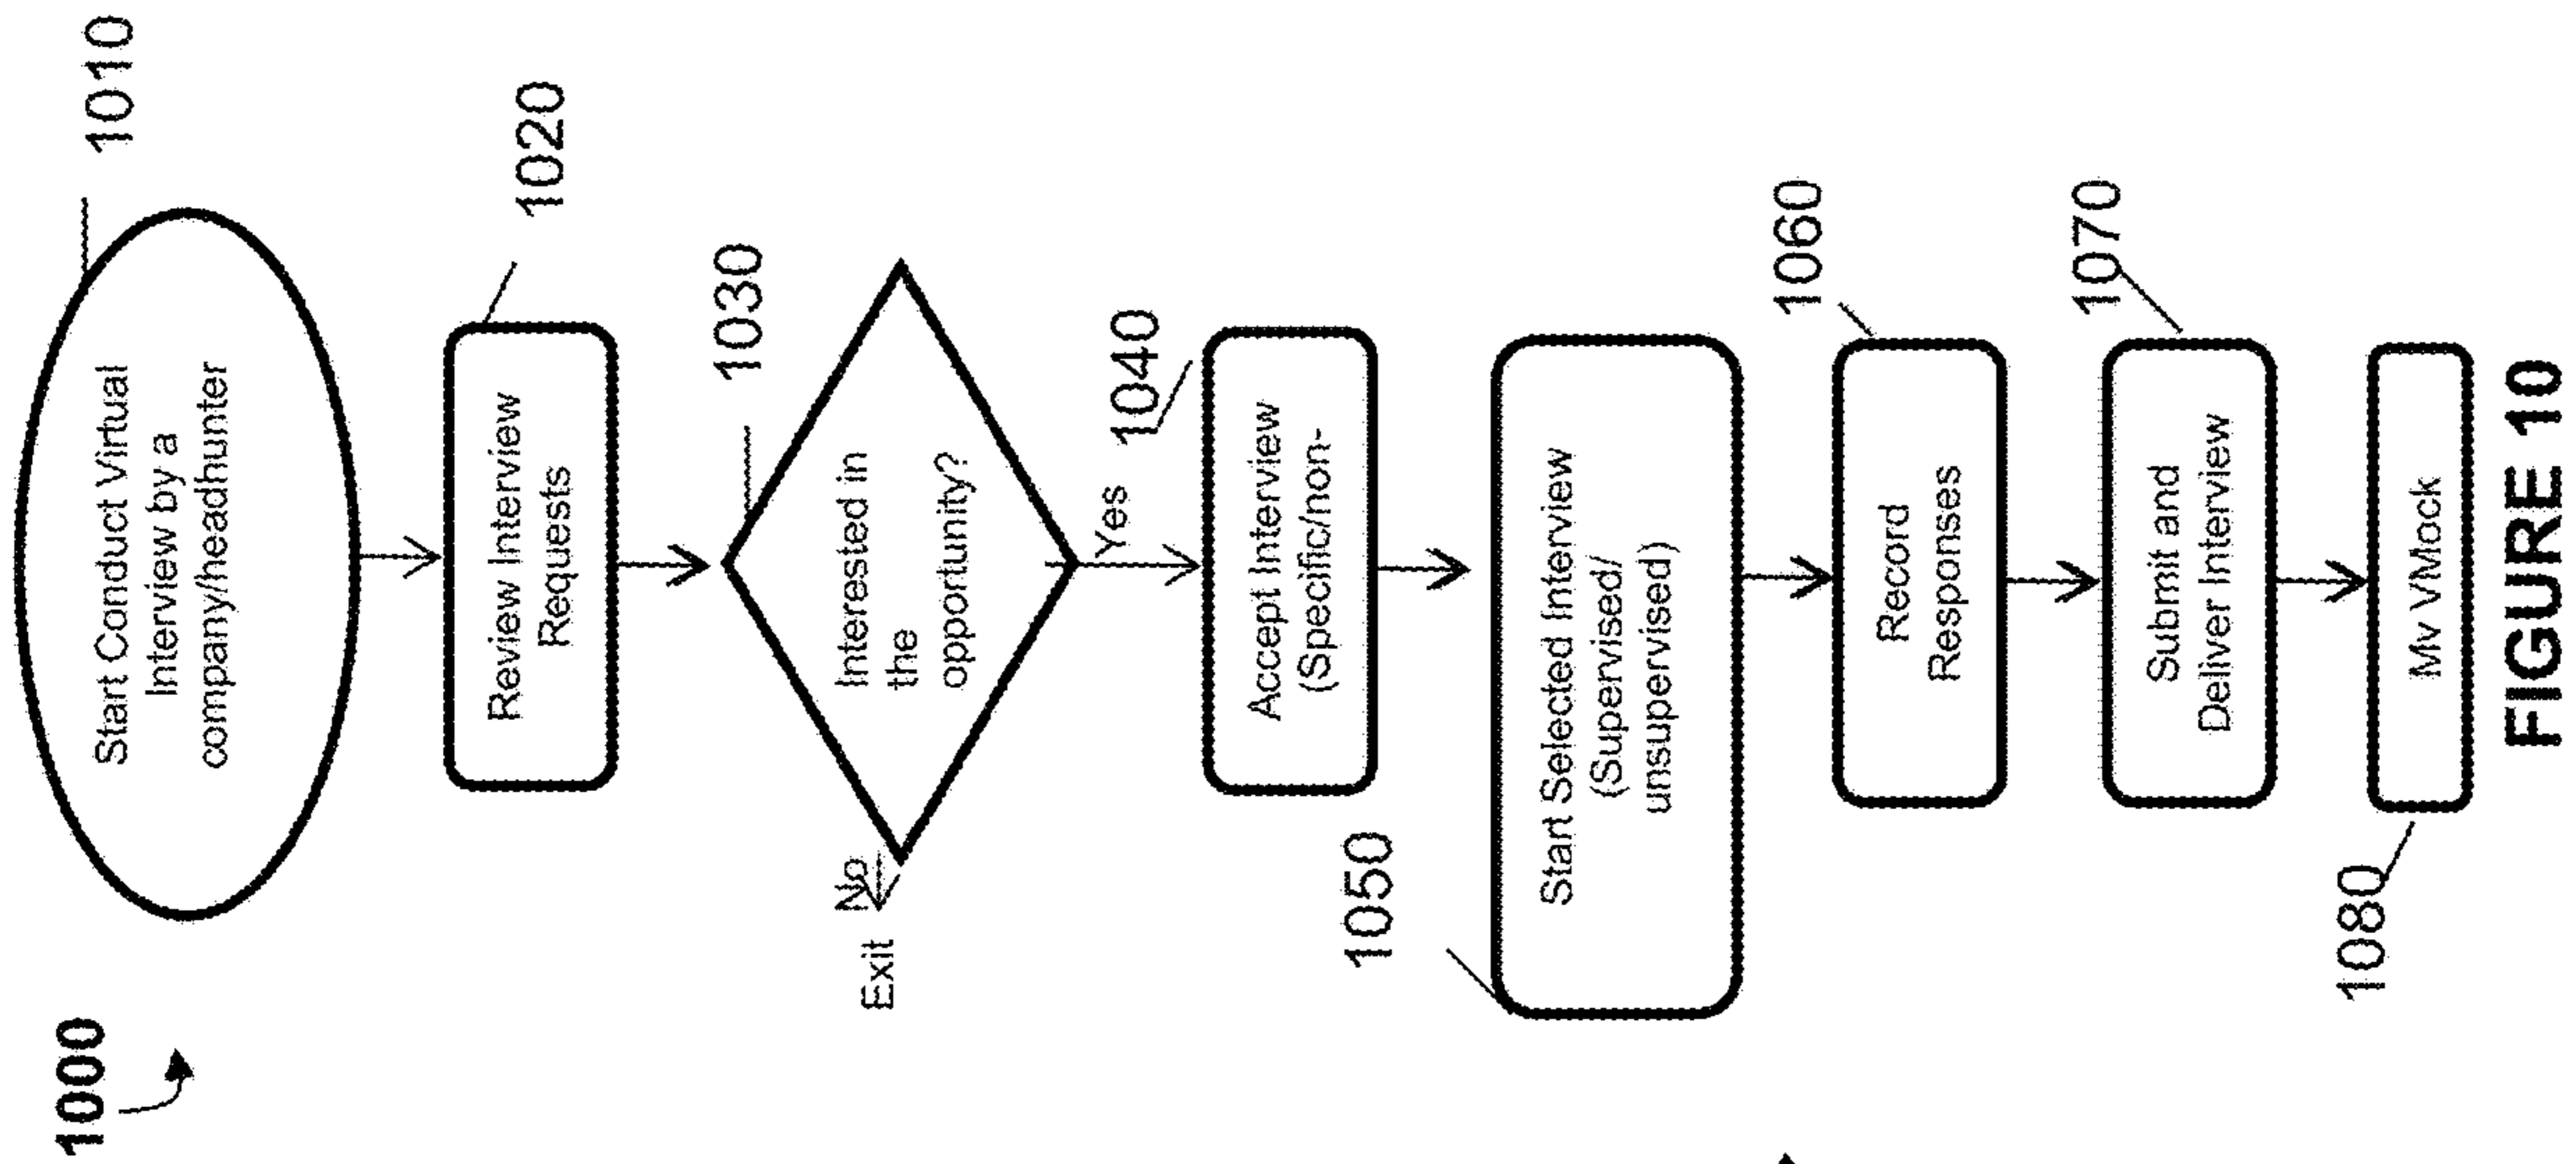 1000
1010
Start Conduct Virtual
Interview by a
company/headhunter
1020
Review Interview
Requests
1030
Interested in
the
opportunity?
No
Exit
Yes
1040
Accept Interview
(Specific/non-
1050
Start Selected Interview
(Supervised/
unsupervised)
1060
Record
Responses
1070
Submit and
Deliver Interview
1080
Mv VMock
FIGURE 10